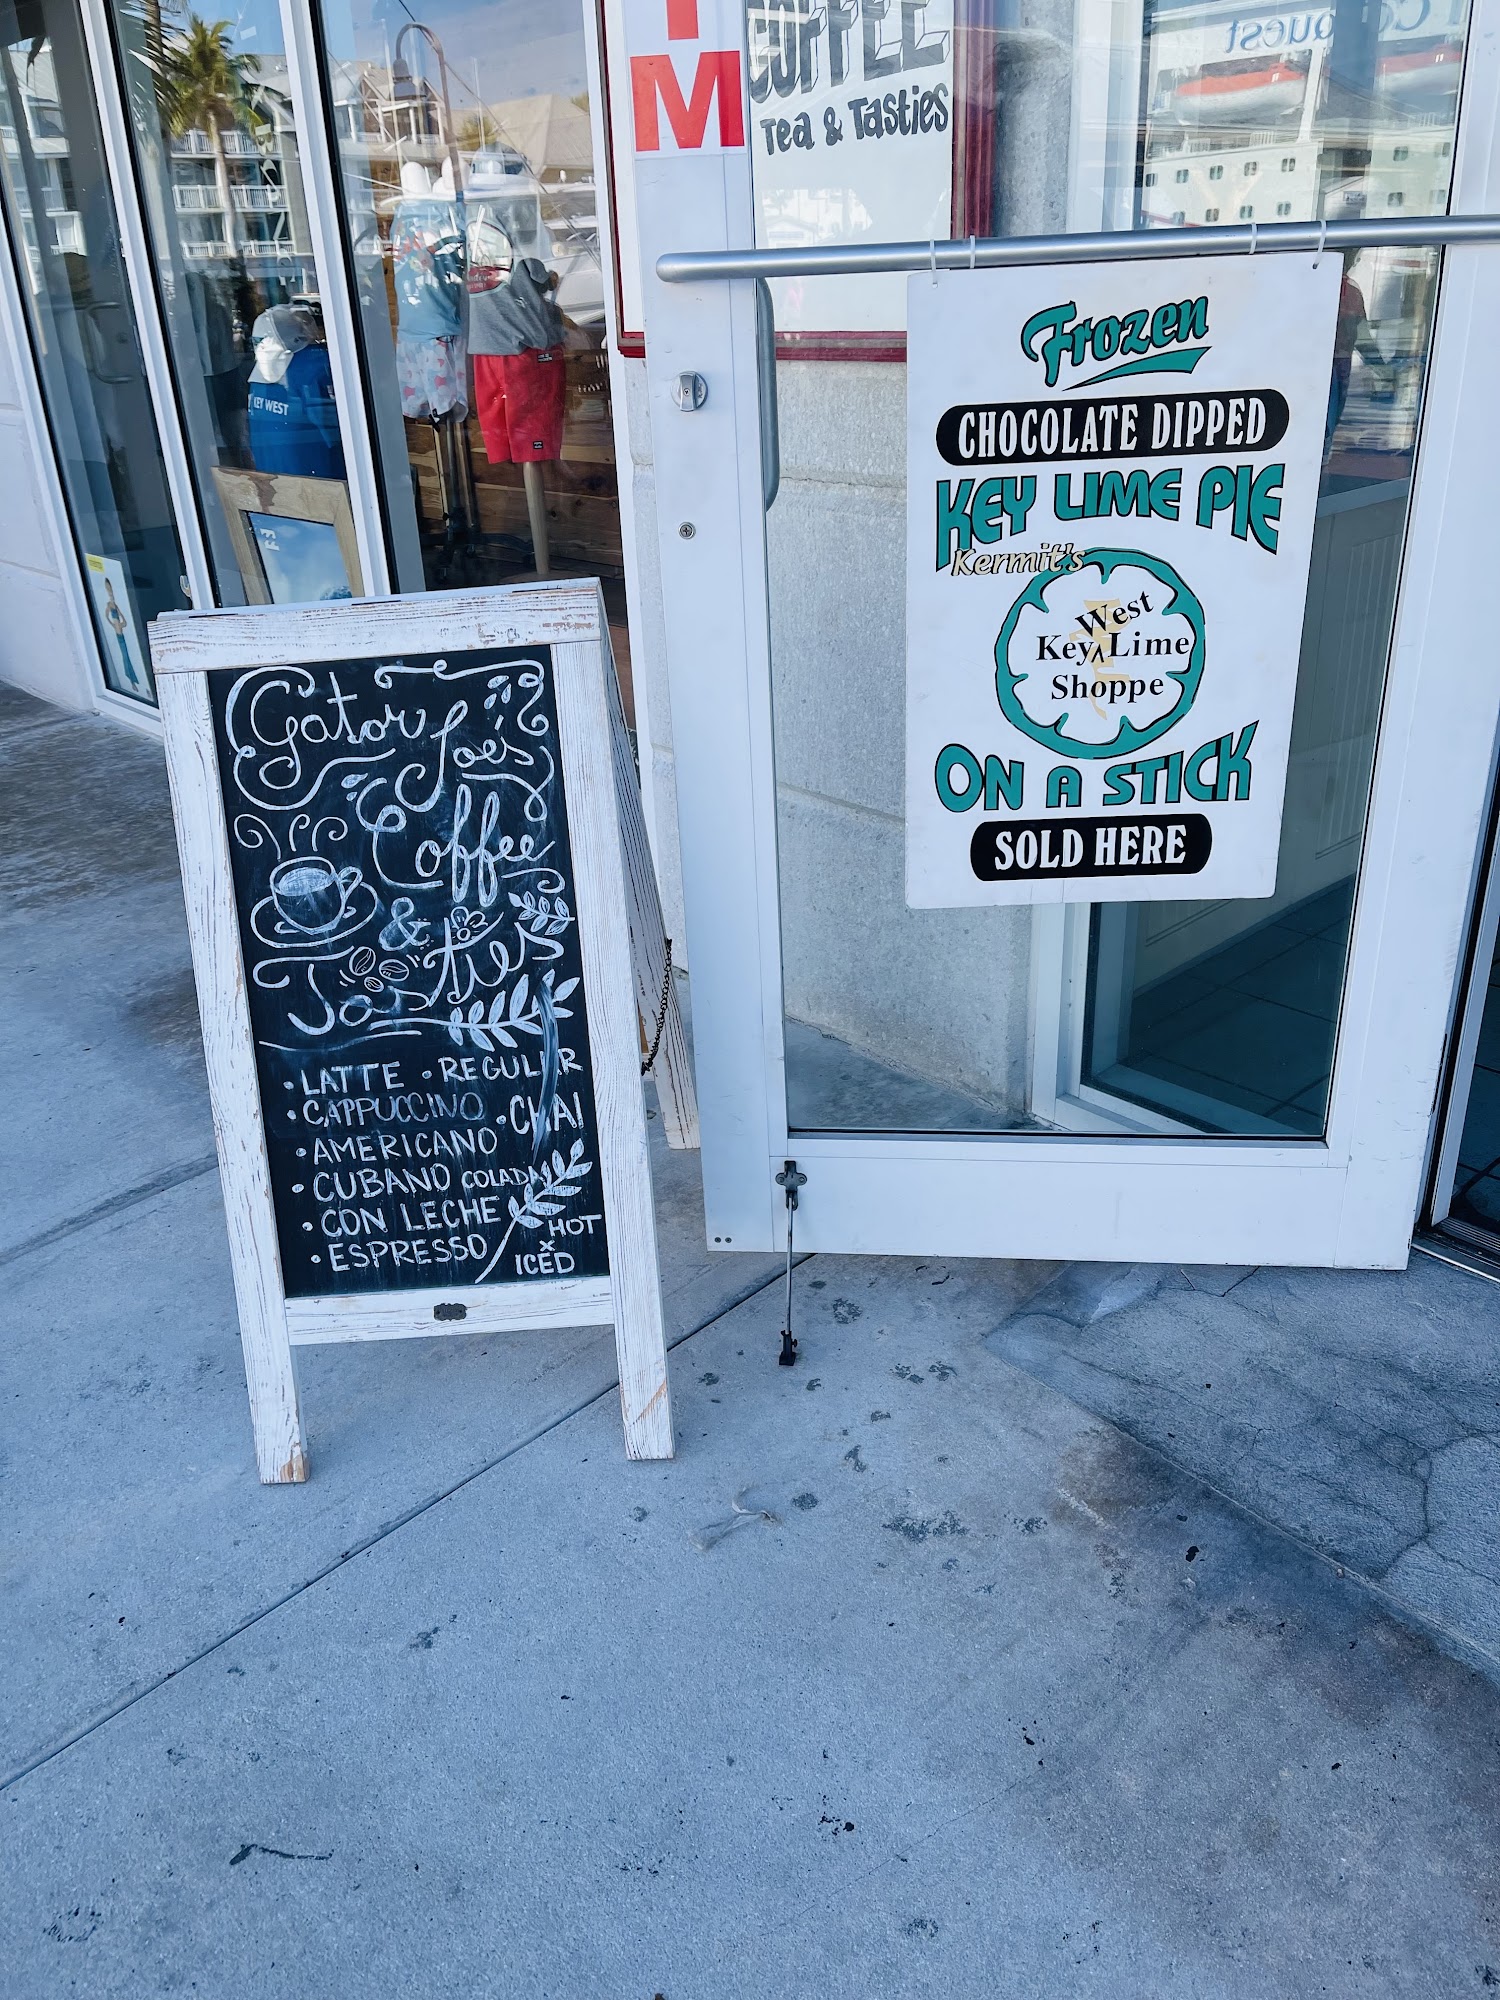 M
COFFEE
Tea & Tasties
KEY WEST
Gator Joe's
Coffee
&
Tasties
• LATTE • REGULAR
• CAPPUCCINO • CHAI
• AMERICANO
• CUBANO COLADA
• CON LECHE
• ESPRESSO
HOT
x
ICED
Frozen
CHOCOLATE DIPPED
KEY LIME PIE
Kermit's
West
Key ^ Lime
Shoppe
ON A STICK
SOLD HERE